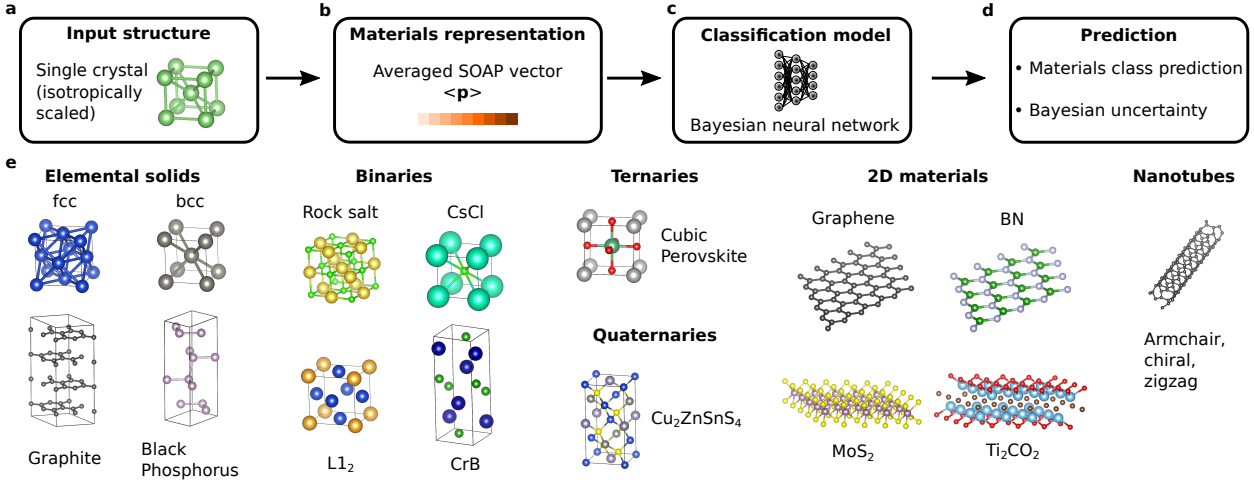 a
Input structure
Single crystal
(isotropically
scaled)
b
Materials representation
Averaged SOAP vector
<p>
c
Classification model
Bayesian neural network
d
Prediction
• Materials class prediction
• Bayesian uncertainty
e
Elemental solids
fcc
bcc
Graphite
Black
Phosphorus
Binaries
Rock salt
CsCl
L1₂
CrB
Ternaries
Cubic
Perovskite
Quaternaries
Cu₂ZnSnS₄
2D materials
Graphene
BN
MoS₂
Ti₂CO₂
Nanotubes
Armchair,
chiral,
zigzag